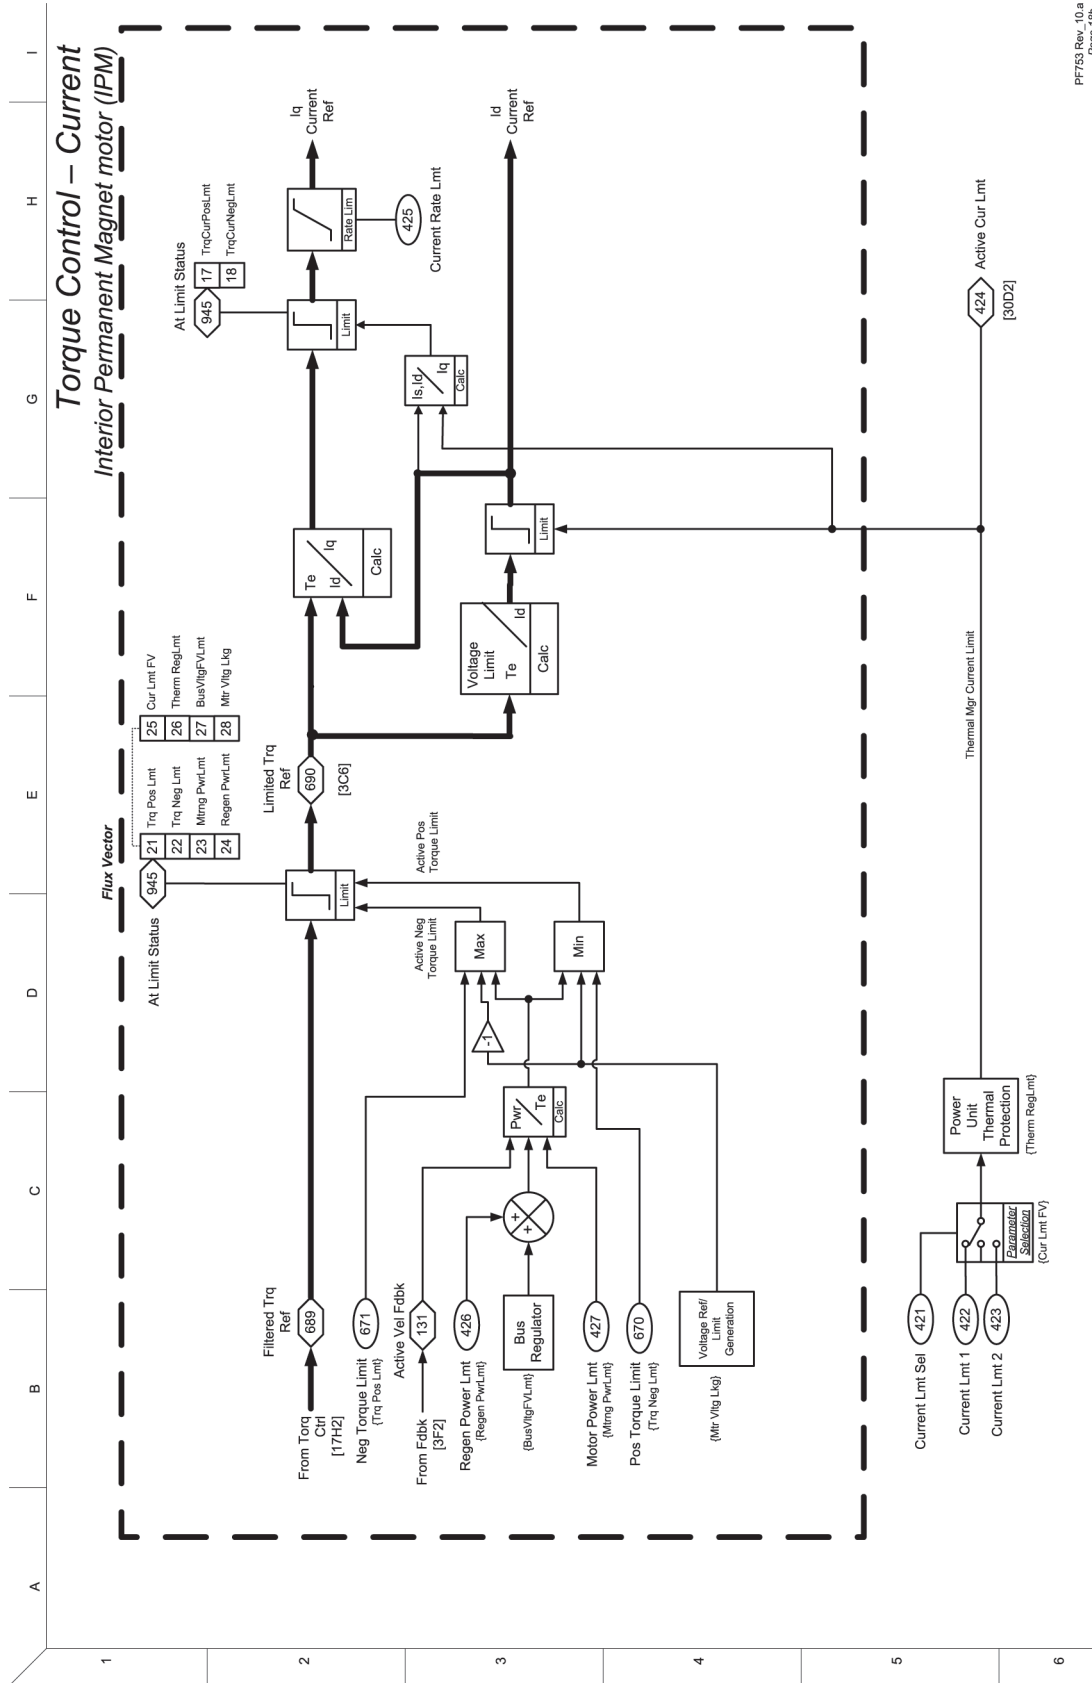 A
B
C
D
E
F
G
H
I
1
2
3
4
5
6
Torque Control – Current
Interior Permanent Magnet motor (IPM)
Flux Vector
At Limit Status
945
21 Trq Pos Lmt
22 Trq Neg Lmt
23 Mtrng PwrLmt
24 Regen PwrLmt
25 Cur Lmt FV
26 Therm RegLmt
27 BusVltgFVLmt
28 Mtr Vltg Lkg
At Limit Status
945
17 TrqCurPosLmt
18 TrqCurNegLmt
From Torq
Ctrl
[17H2]
Filtered Trq
Ref
689
Limit
Limited Trq
Ref
690
[3C6]
Te
Id
Iq
Calc
Limit
Rate Lim
Iq
Current
Ref
425
Current Rate Lmt
Neg Torque Limit
{Trq Pos Lmt}
671
Active Vel Fdbk
From Fdbk
[3F2]
131
Regen Power Lmt
{Regen PwrLmt}
426
Bus
Regulator
{BusVltgFVLmt}
+
+
Motor Power Lmt
{Mtrng PwrLmt}
427
Pos Torque Limit
{Trq Neg Lmt}
670
Voltage Ref/
Limit
Generation
{Mtr Vltg Lkg}
Pwr
Te
Calc
-1
Max
Min
Active Neg
Torque Limit
Active Pos
Torque Limit
Voltage
Limit
Te
Id
Calc
Limit
Is,Id
Iq
Calc
Id
Current
Ref
Current Lmt Sel
421
Current Lmt 1
422
Current Lmt 2
423
Parameter
Selection
{Cur Lmt FV}
Power
Unit
Thermal
Protection
{Therm RegLmt}
Thermal Mgr Current Limit
424
Active Cur Lmt
[30D2]
PF753 Rev_10.a